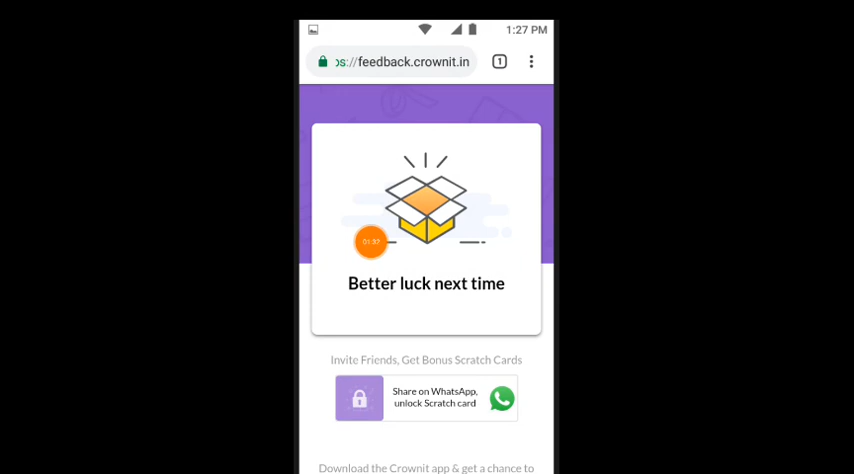 1:27 PM
ps://feedback.crownit.in
1
01:37
Better luck next time
Invite Friends, Get Bonus Scratch Cards
Share on WhatsApp,
unlock Scratch card
Download the Crownit app & get a chance to